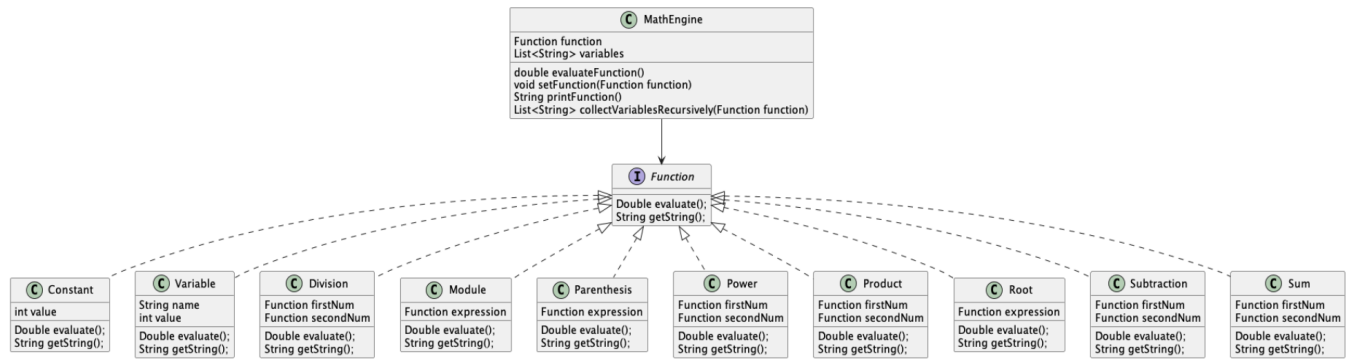 C MathEngine
Function function
List<String> variables
double evaluateFunction()
void setFunction(Function function)
String printFunction()
List<String> collectVariablesRecursively(Function function)
I Function
Double evaluate();
String getString();
C Constant
int value
Double evaluate();
String getString();
C Variable
String name
int value
Double evaluate();
String getString();
C Division
Function firstNum
Function secondNum
Double evaluate();
String getString();
C Module
Function expression
Double evaluate();
String getString();
C Parenthesis
Function expression
Double evaluate();
String getString();
C Power
Function firstNum
Function secondNum
Double evaluate();
String getString();
C Product
Function firstNum
Function secondNum
Double evaluate();
String getString();
C Root
Function expression
Double evaluate();
String getString();
C Subtraction
Function firstNum
Function secondNum
Double evaluate();
String getString();
C Sum
Function firstNum
Function secondNum
Double evaluate();
String getString();